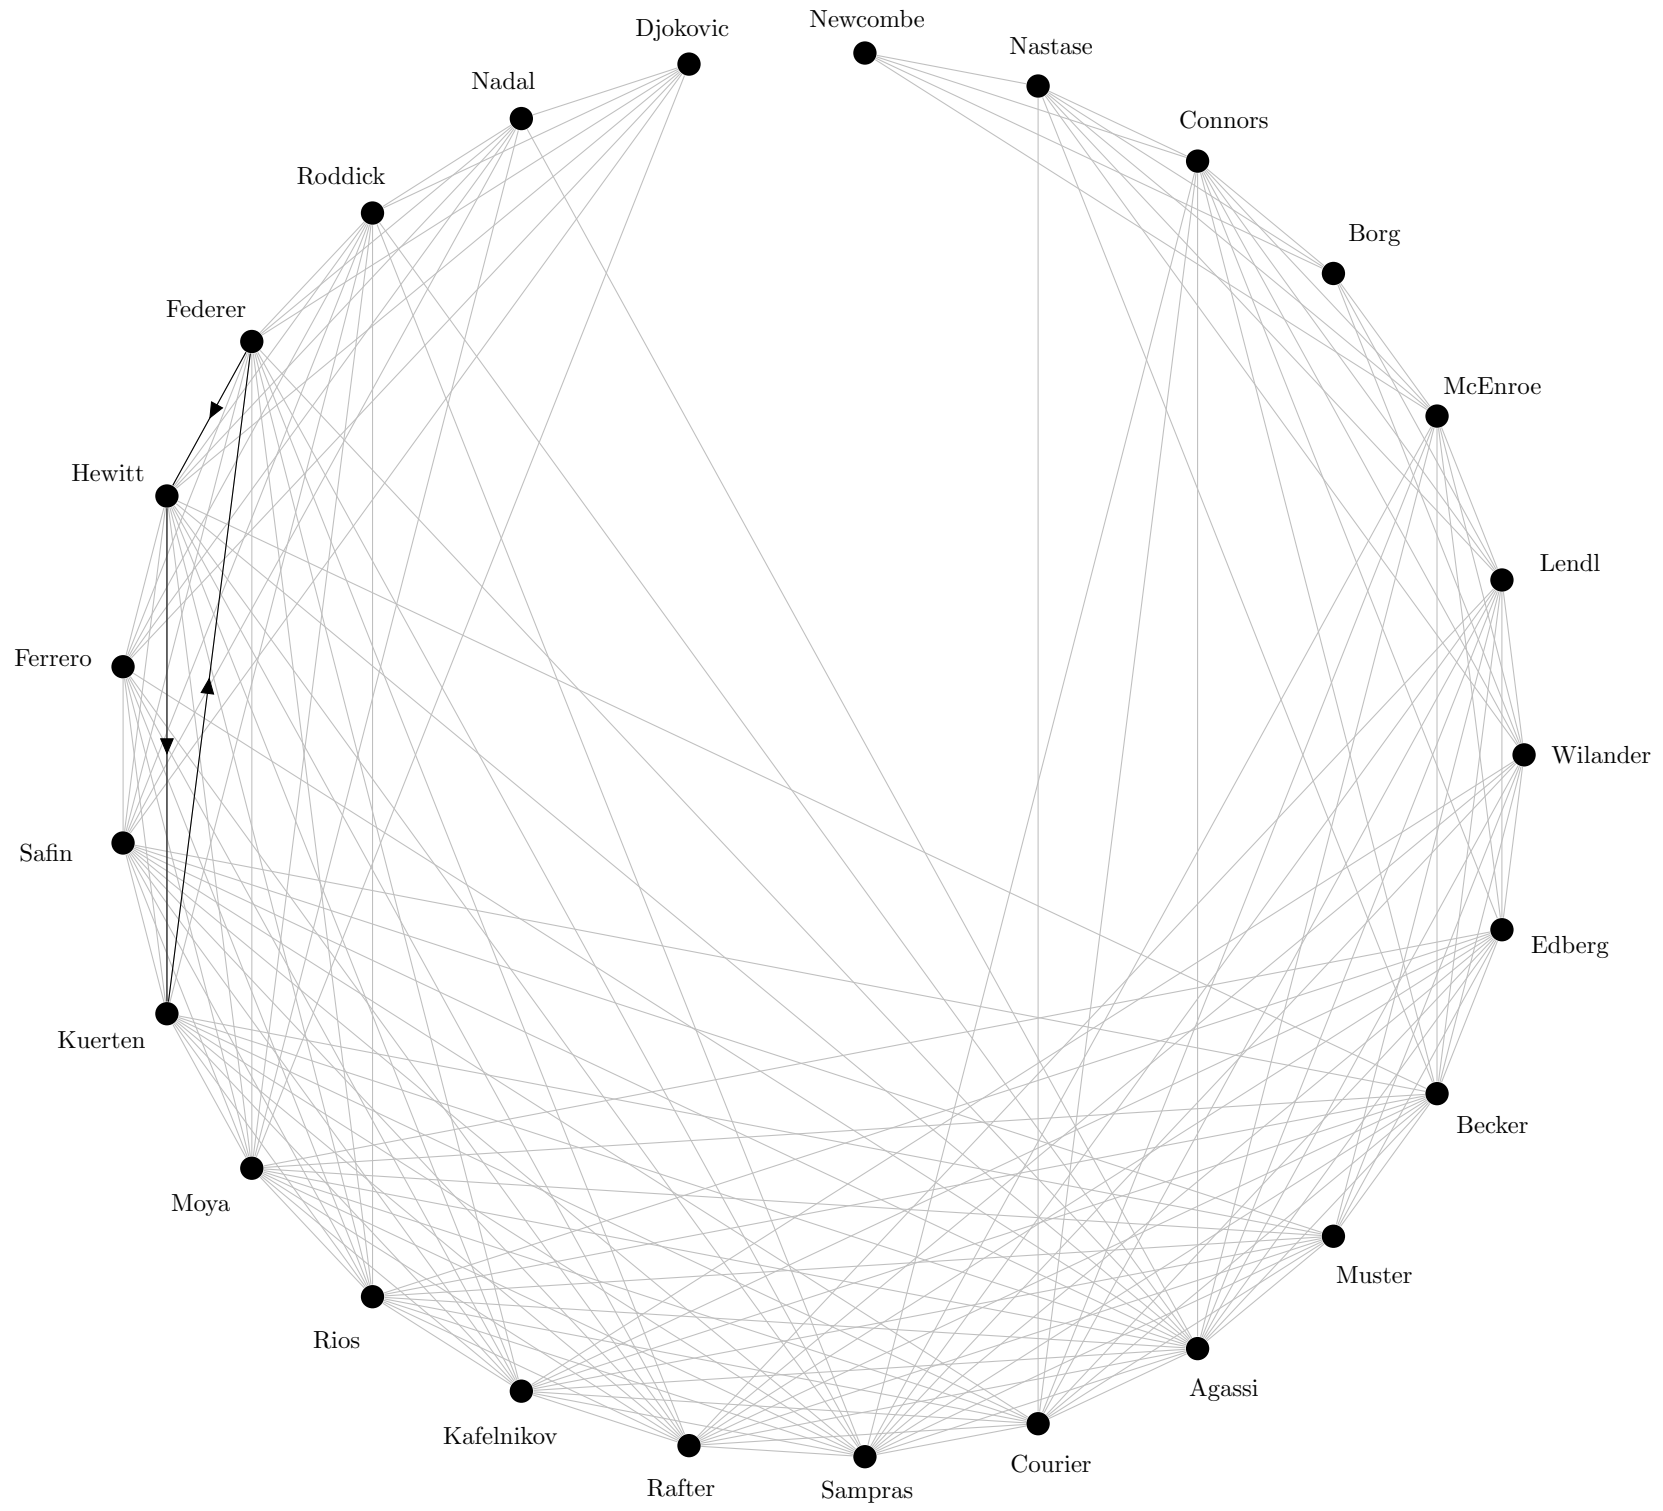 Newcombe
Djokovic
Nastase
Nadal
Connors
Roddick
Borg
Federer
McEnroe
Hewitt
Lendl
Ferrero
Wilander
Safin
Edberg
Kuerten
Becker
Moya
Muster
Rios
Agassi
Kafelnikov
Courier
Rafter
Sampras